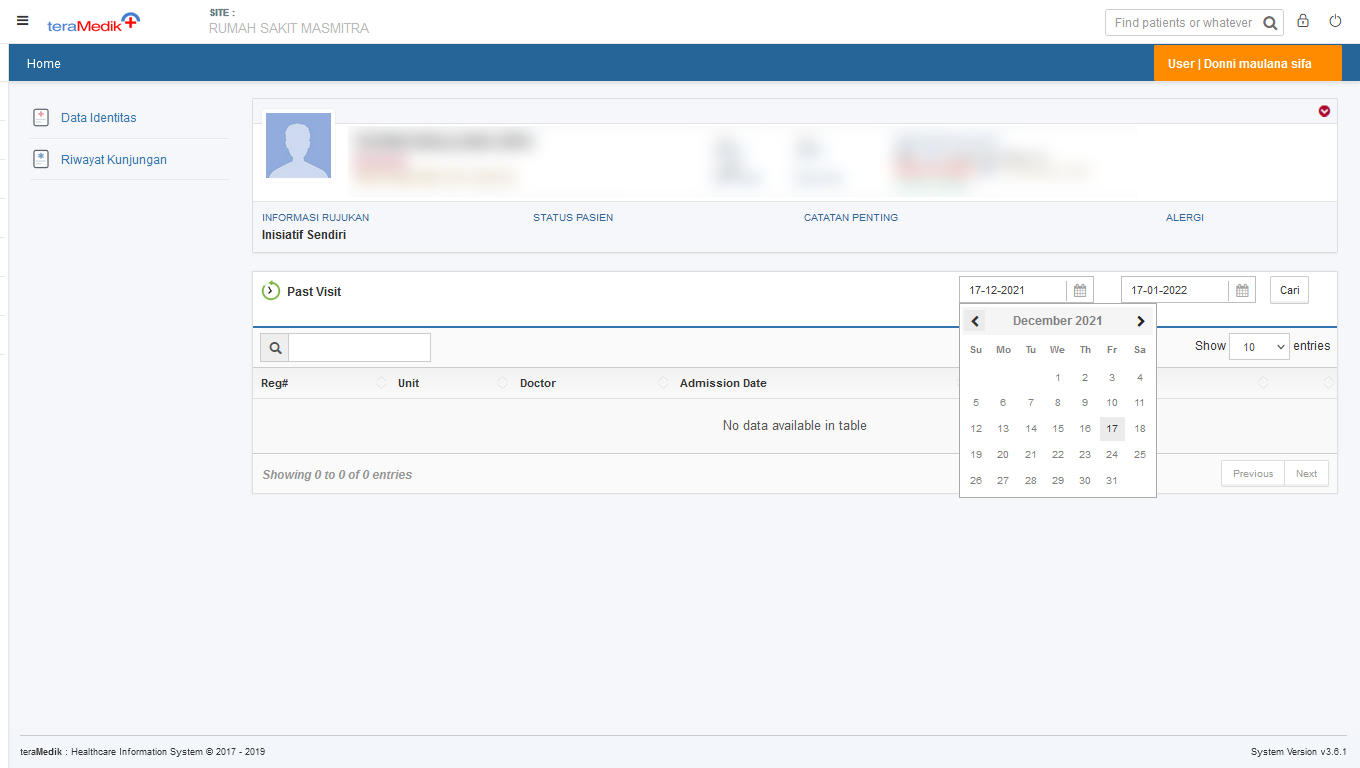 teraMedik
SITE :
RUMAH SAKIT MASMITRA
Find patients or whatever
Home
User | Donni maulana sifa
Data Identitas
Riwayat Kunjungan
INFORMASI RUJUKAN
STATUS PASIEN
CATATAN PENTING
ALERGI
Inisiatif Sendiri
Past Visit
17-12-2021
17-01-2022
Cari
December 2021
Su Mo Tu We Th Fr Sa
1 2 3 4
5 6 7 8 9 10 11
12 13 14 15 16 17 18
19 20 21 22 23 24 25
26 27 28 29 30 31
Show 10 entries
Reg# Unit Doctor Admission Date
No data available in table
Showing 0 to 0 of 0 entries
Previous Next
teraMedik : Healthcare Information System © 2017 - 2019
System Version v3.6.1